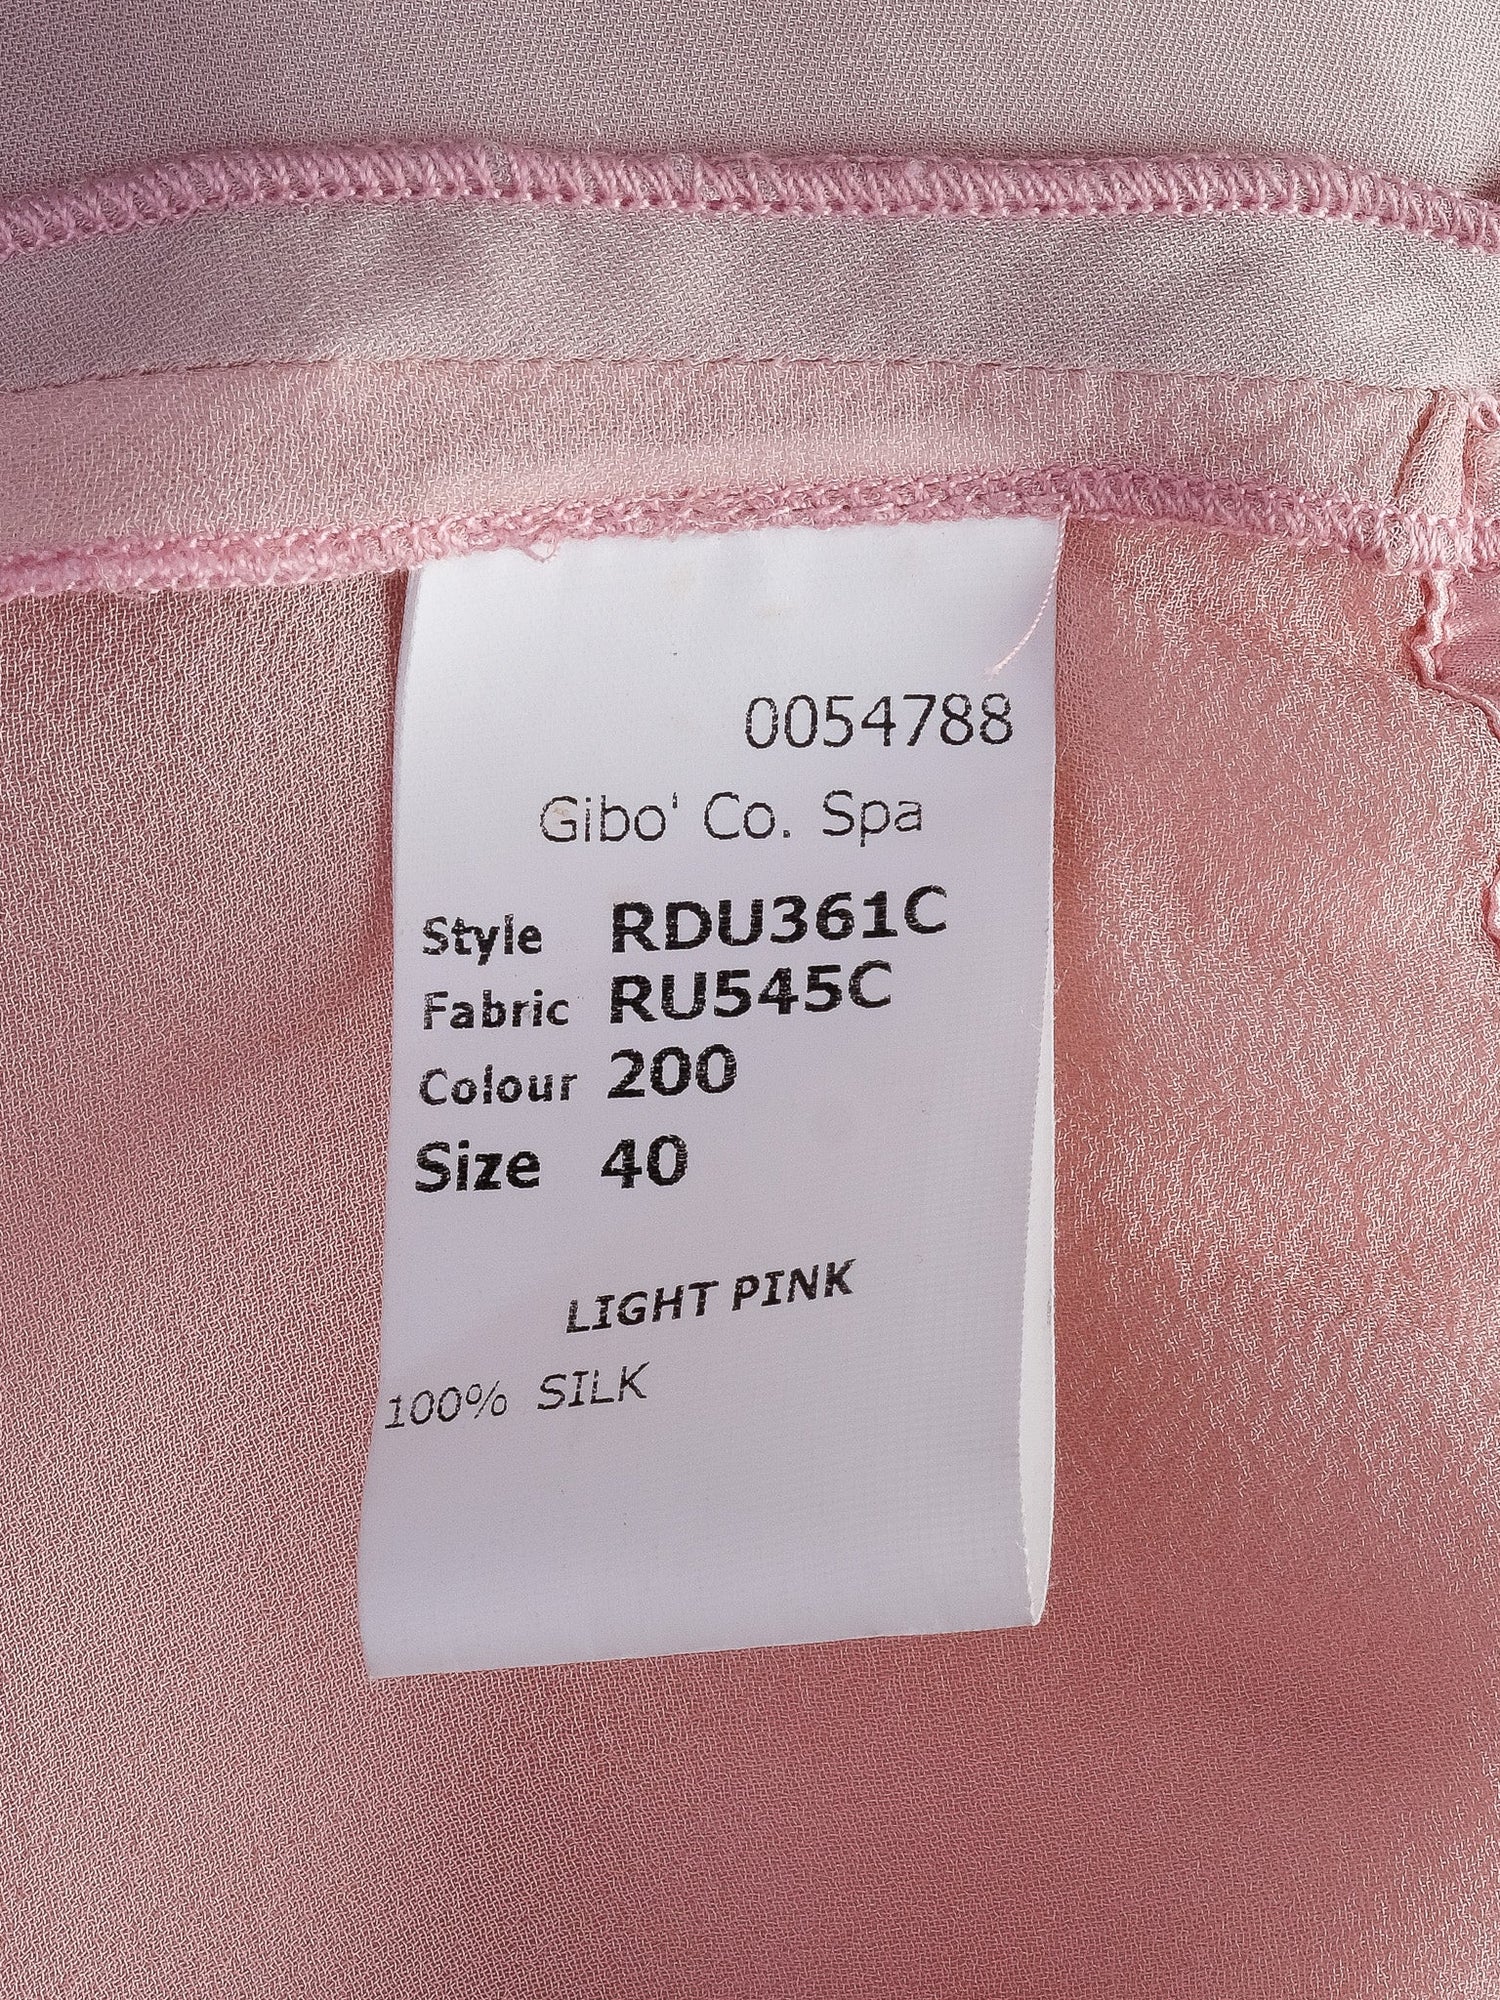 0054788
Gibo' Co. Spa
Style RDU361C
Fabric RU545C
Colour 200
Size 40
LIGHT PINK
100% SILK